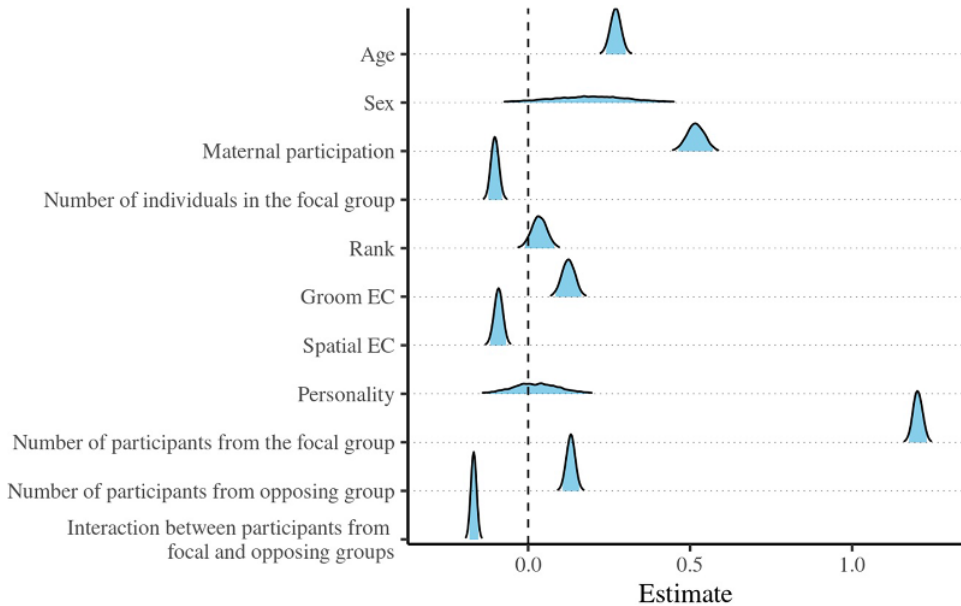 Age
Sex
Maternal participation
Number of individuals in the focal group
Rank
Groom EC
Spatial EC
Personality
Number of participants from the focal group
Number of participants from opposing group
Interaction between participants from
focal and opposing groups
0.0 0.5 1.0
Estimate